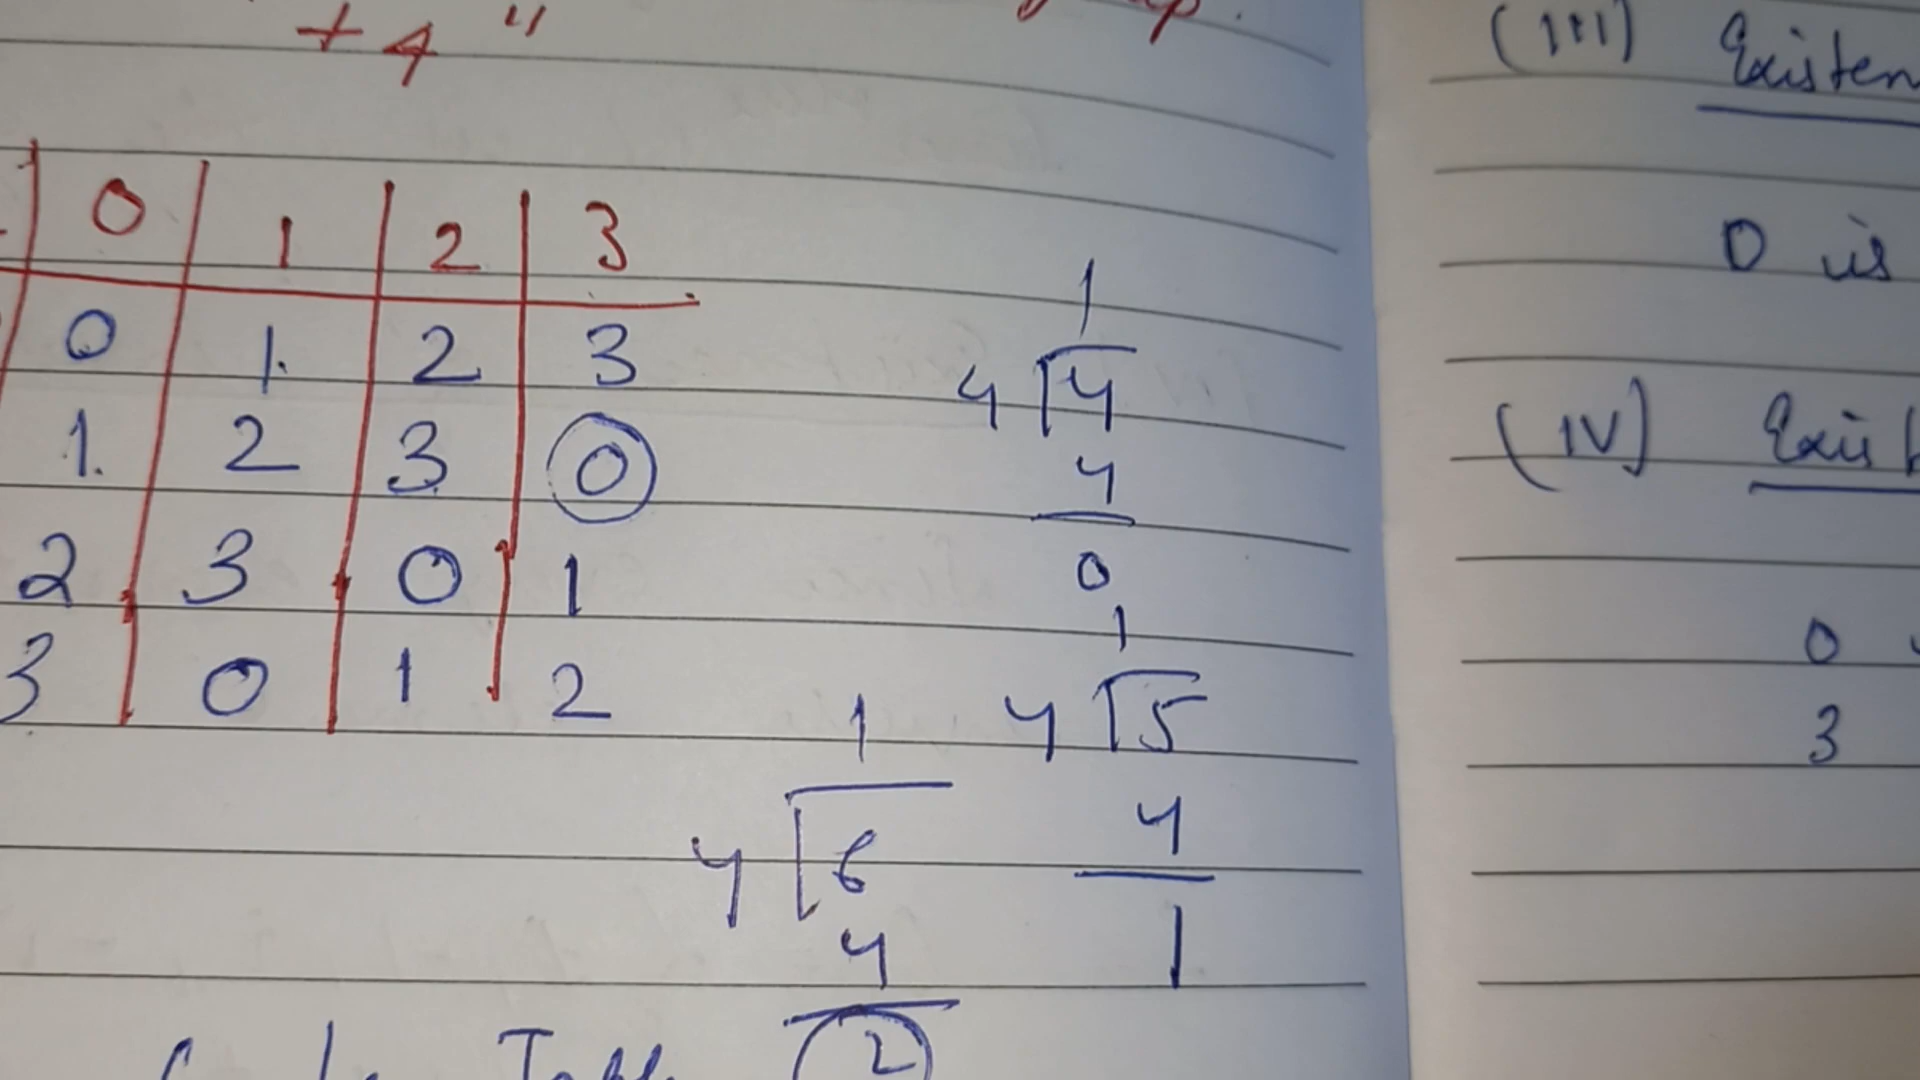 +4 "
0 1 2 3
0 1. 2 3
1. 2 3 0
2 3 0 1
3 0 1 2
1
4 4
4
0
1
4 5
4
1
1
4 6
4
2
(III) Existen
0 is
(IV) Exis
0
3